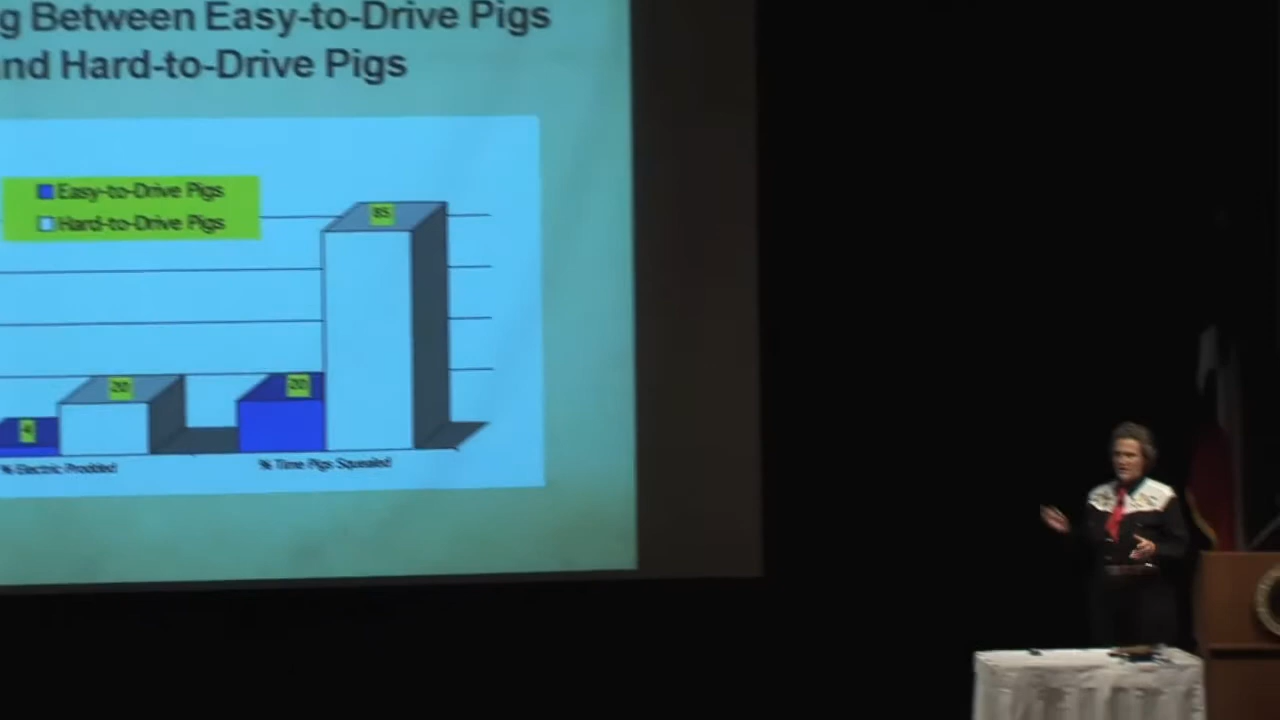 g Between Easy-to-Drive Pigs
nd Hard-to-Drive Pigs
Easy-to-Drive Pigs
Hard-to-Drive Pigs
85
20
20
4
% Electric Prodded
% Time Pigs Squealed